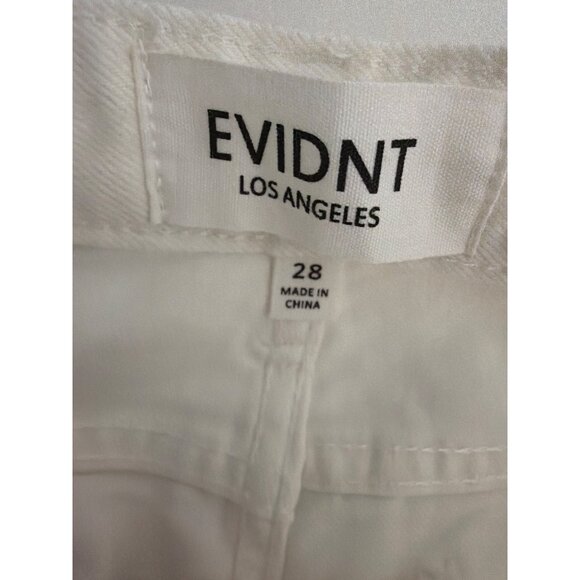 EVIDNT
LOS ANGELES
28
MADE IN
CHINA